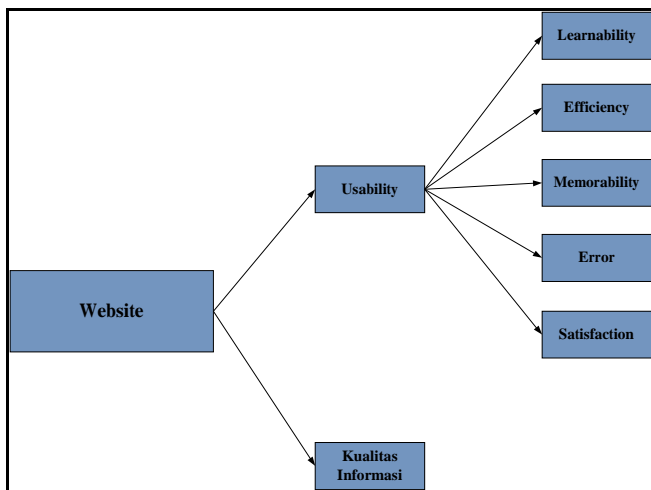 Learnability
Efficiency
Memorability
Usability
Error
Website
Satisfaction
Kualitas
Informasi